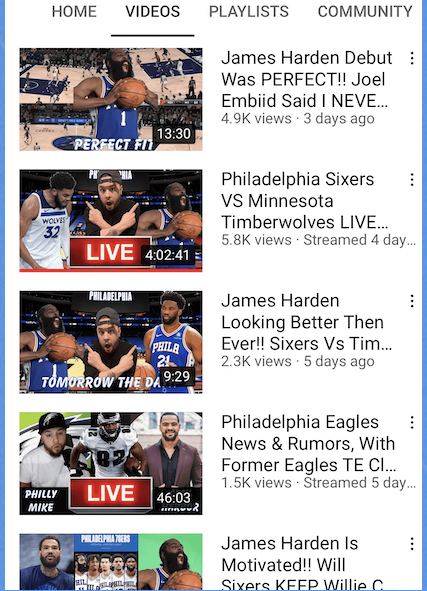 HOME VIDEOS PLAYLISTS COMMUNITY
James Harden Debut
Was PERFECT!! Joel
Embiid Said I NEVE...
4.9K views · 3 days ago
13:30
PERFECT FIT
Philadelphia Sixers
VS Minnesota
Timberwolves LIVE...
5.8K views · Streamed 4 day...
WOLVES
32
LIVE
4:02:41
James Harden
Looking Better Then
Ever!! Sixers Vs Tim...
2.3K views · 5 days ago
PHILADELPHIA
PHILA
21
TOMORROW THE
9:29
Philadelphia Eagles
News & Rumors, With
Former Eagles TE Cl...
1.5K views · Streamed 5 day...
82
PHILLY
MIKE
LIVE
46:03
James Harden Is
Motivated!! Will
Sixers KEEP Willie C
PHILADELPHIA 76ERS